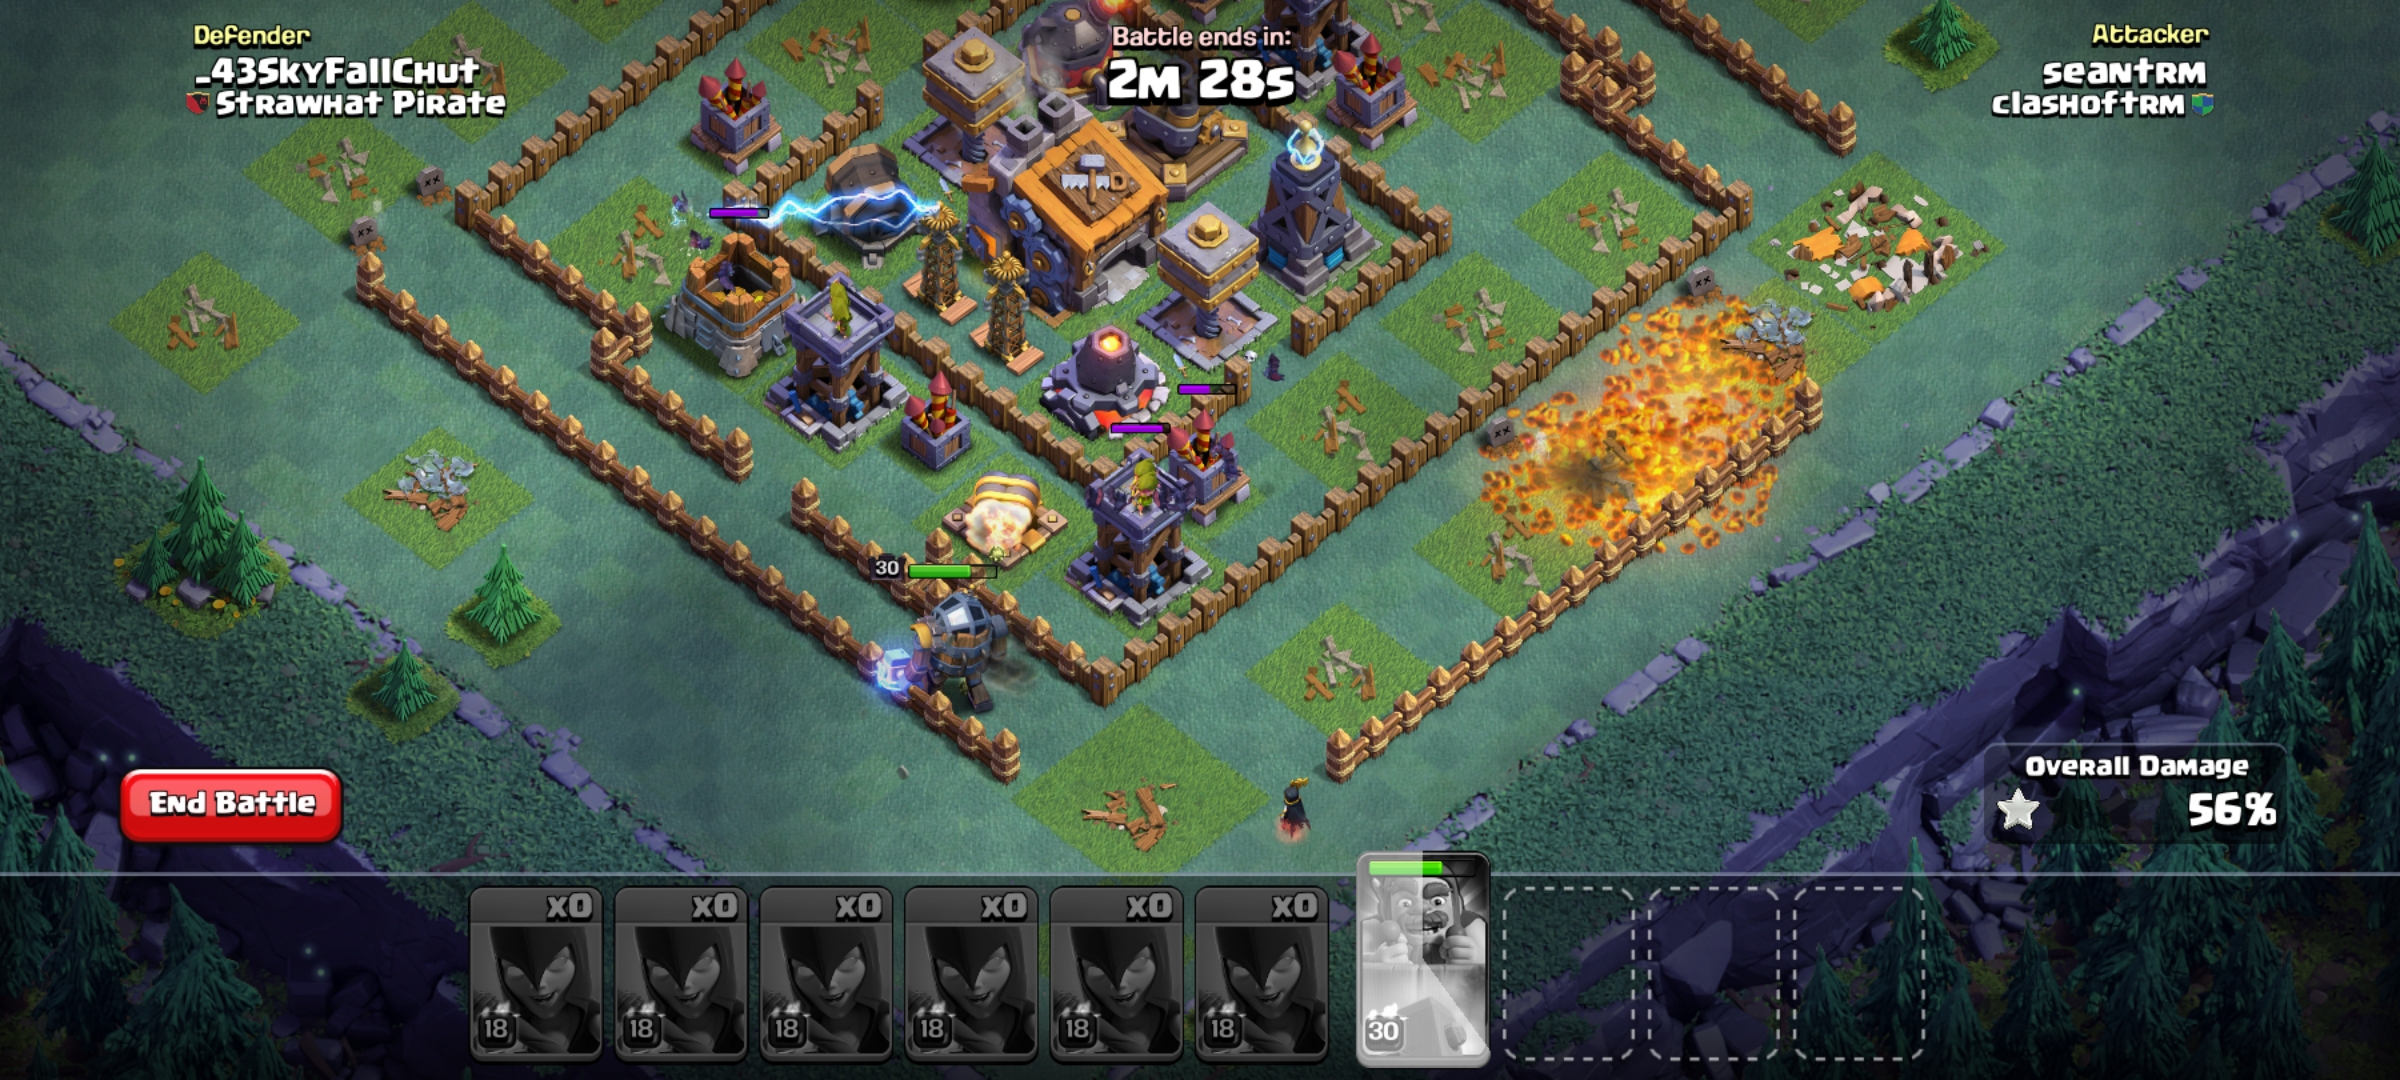 Defender
_43SkyFallChut
Strawhat Pirate
Battle ends in:
2m 28s
Attacker
seantrm
clashoftrm
30
End Battle
Overall Damage
56%
x0
x0
x0
x0
x0
x0
18
18
18
18
18
18
30